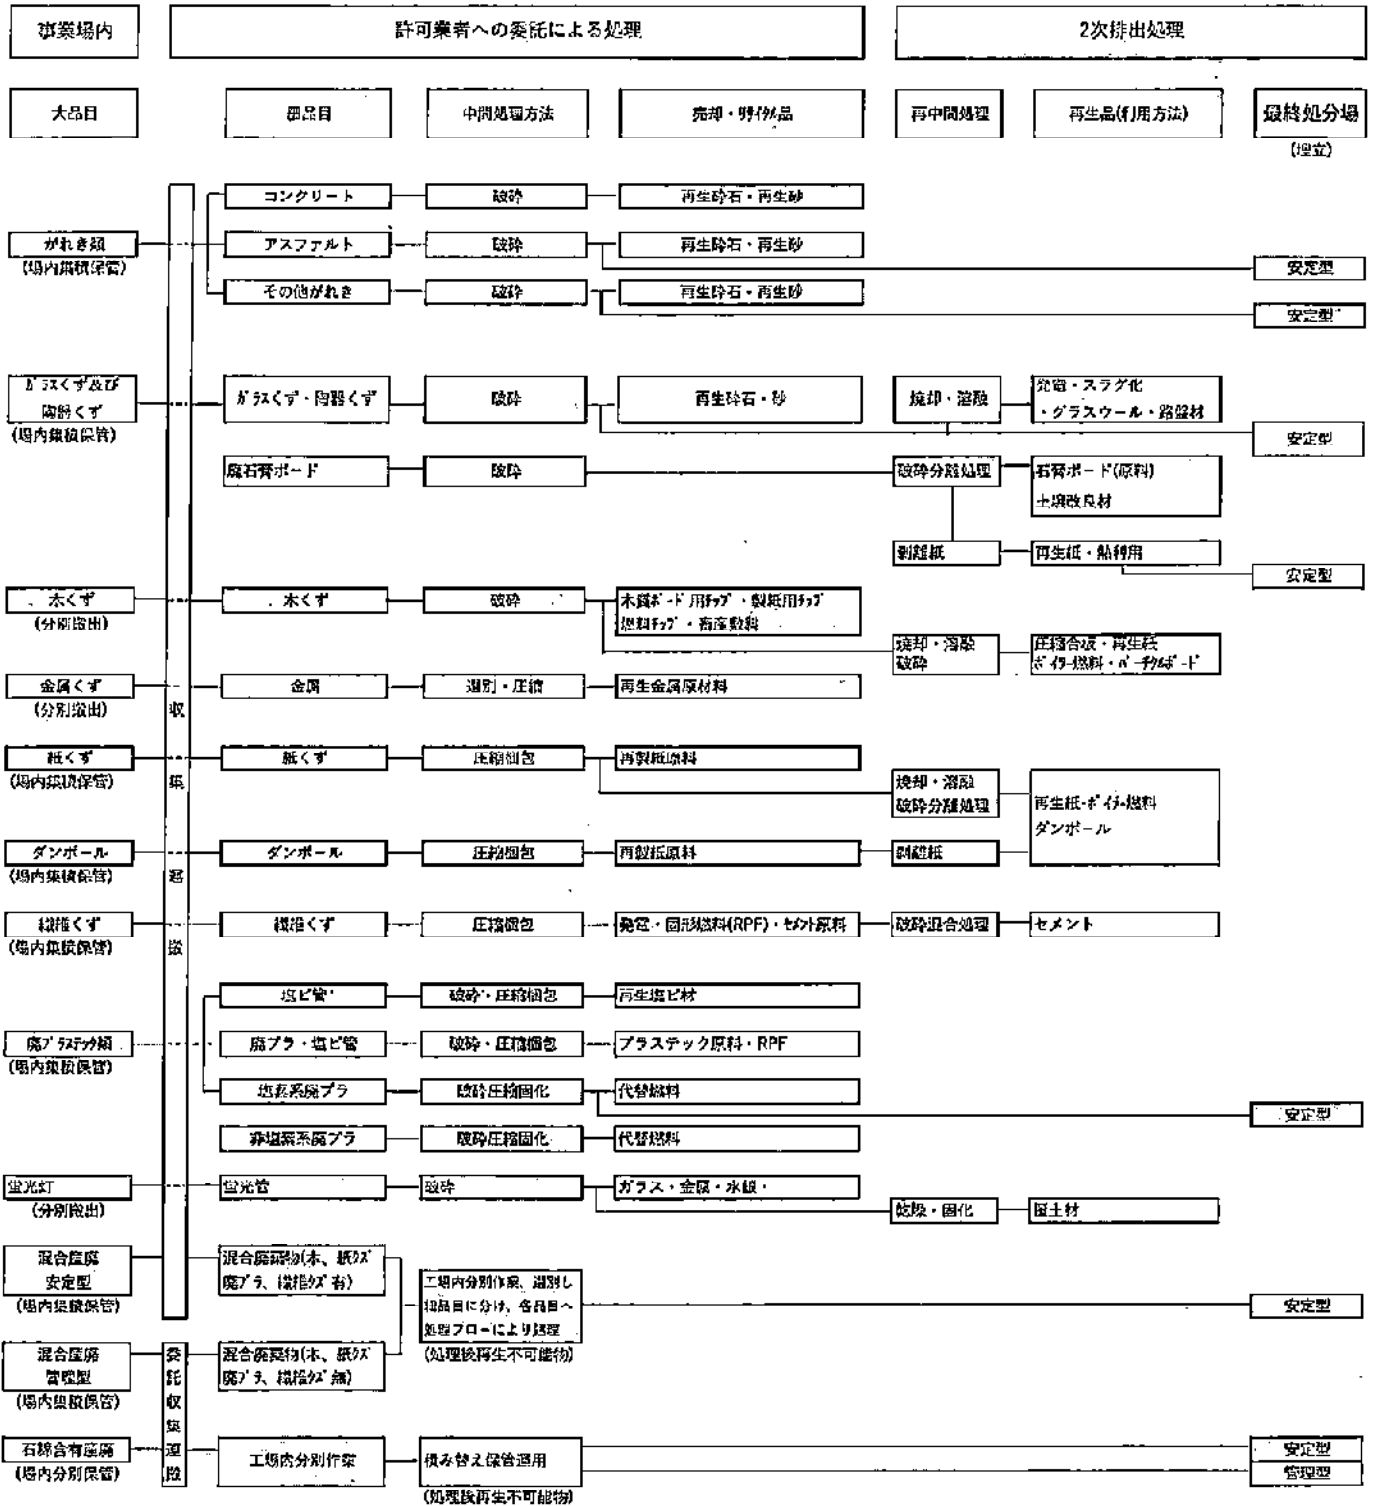 事業場内 許可業者への委託による処理 2次排出処理
大品目 細品目 中間処理方法 売却・リサイクル品 再中間処理 再生品(利用方法) 最終処分場
(埋立)
コンクリート 破砕 再生砕石・再生砂
がれき類 アスファルト 破砕 再生砕石・再生砂
(場内集積保管) 安定型
その他がれき 破砕 再生砕石・再生砂
安定型
ガラスくず及び
陶器くず
(場内集積保管)
ガラスくず・陶器くず 破砕 再生砕石・砂 焼却・溶融
発電・スラグ化
・グラスウール・路盤材
安定型
廃石膏ボード 破砕 破砕分離処理 石膏ボード(原料)
土壌改良材
剥離紙 再生紙・熱利用
安定型
木くず 木くず 破砕
(分別搬出)
木質ボード用チップ・製紙用チップ
燃料チップ・畜産敷料
焼却・溶融
破砕
圧縮合板・再生紙
ボイラー燃料・パーチクルボード
金属くず 金属 選別・圧縮 再生金属原材料
(分別搬出)
紙くず 紙くず 圧縮梱包 再製紙原料
(場内集積保管)
焼却・溶融
破砕分離処理
再生紙・ボイラー燃料
ダンボール
ダンボール ダンボール 圧縮梱包 再製紙原料 剥離紙
(場内集積保管)
繊維くず 繊維くず 圧縮梱包 発電・固形燃料(RPF)・セメント原料 破砕混合処理 セメント
(場内集積保管)
収
集
運
搬
塩ビ管 破砕・圧縮梱包 再生塩ビ材
廃プラステック類 廃プラ・塩ビ管 破砕・圧縮梱包 プラステック原料・RPF
(場内集積保管)
塩素系廃プラ 破砕圧縮固化 代替燃料
安定型
非塩素系廃プラ 破砕圧縮固化 代替燃料
蛍光灯 蛍光管 破砕 ガラス・金属・水銀・
(分別搬出) 乾燥・固化 覆土材
混合産廃
安定型
(場内集積保管)
混合廃棄物(木、紙クズ
廃プラ、繊維クズ有)
工場内分別作業、選別し
細品目に分け、各品目へ
処理フローにより処理
(処理後再生不可能物)
安定型
混合産廃
管理型
(場内集積保管)
混合廃棄物(木、紙クズ
廃プラ、繊維クズ無)
委
託
収
集
運
搬
石綿含有産廃
(場内分別保管)
工場内分別作業 積み替え保管運用
(処理後再生不可能物)
安定型
管理型